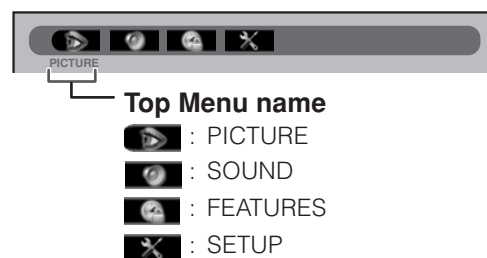 PICTURE
Top Menu name
: PICTURE
: SOUND
: FEATURES
: SETUP